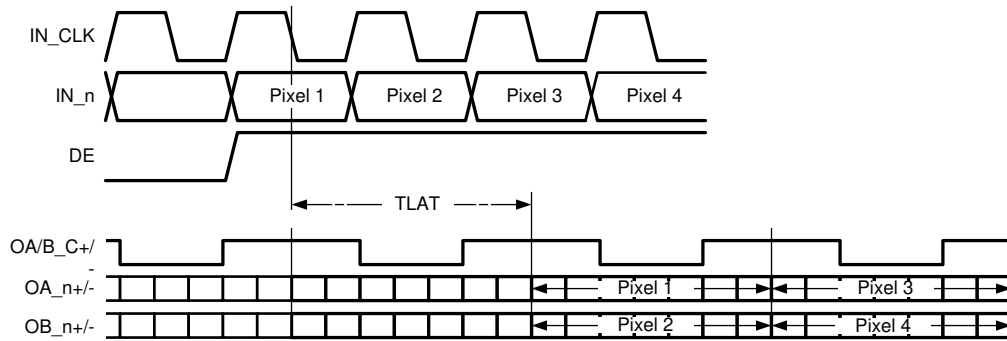 IN_CLK
IN_n
Pixel 1 Pixel 2 Pixel 3 Pixel 4
DE
TLAT
OA/B_C+/
-
OA_n+/-
Pixel 1 Pixel 3
OB_n+/-
Pixel 2 Pixel 4